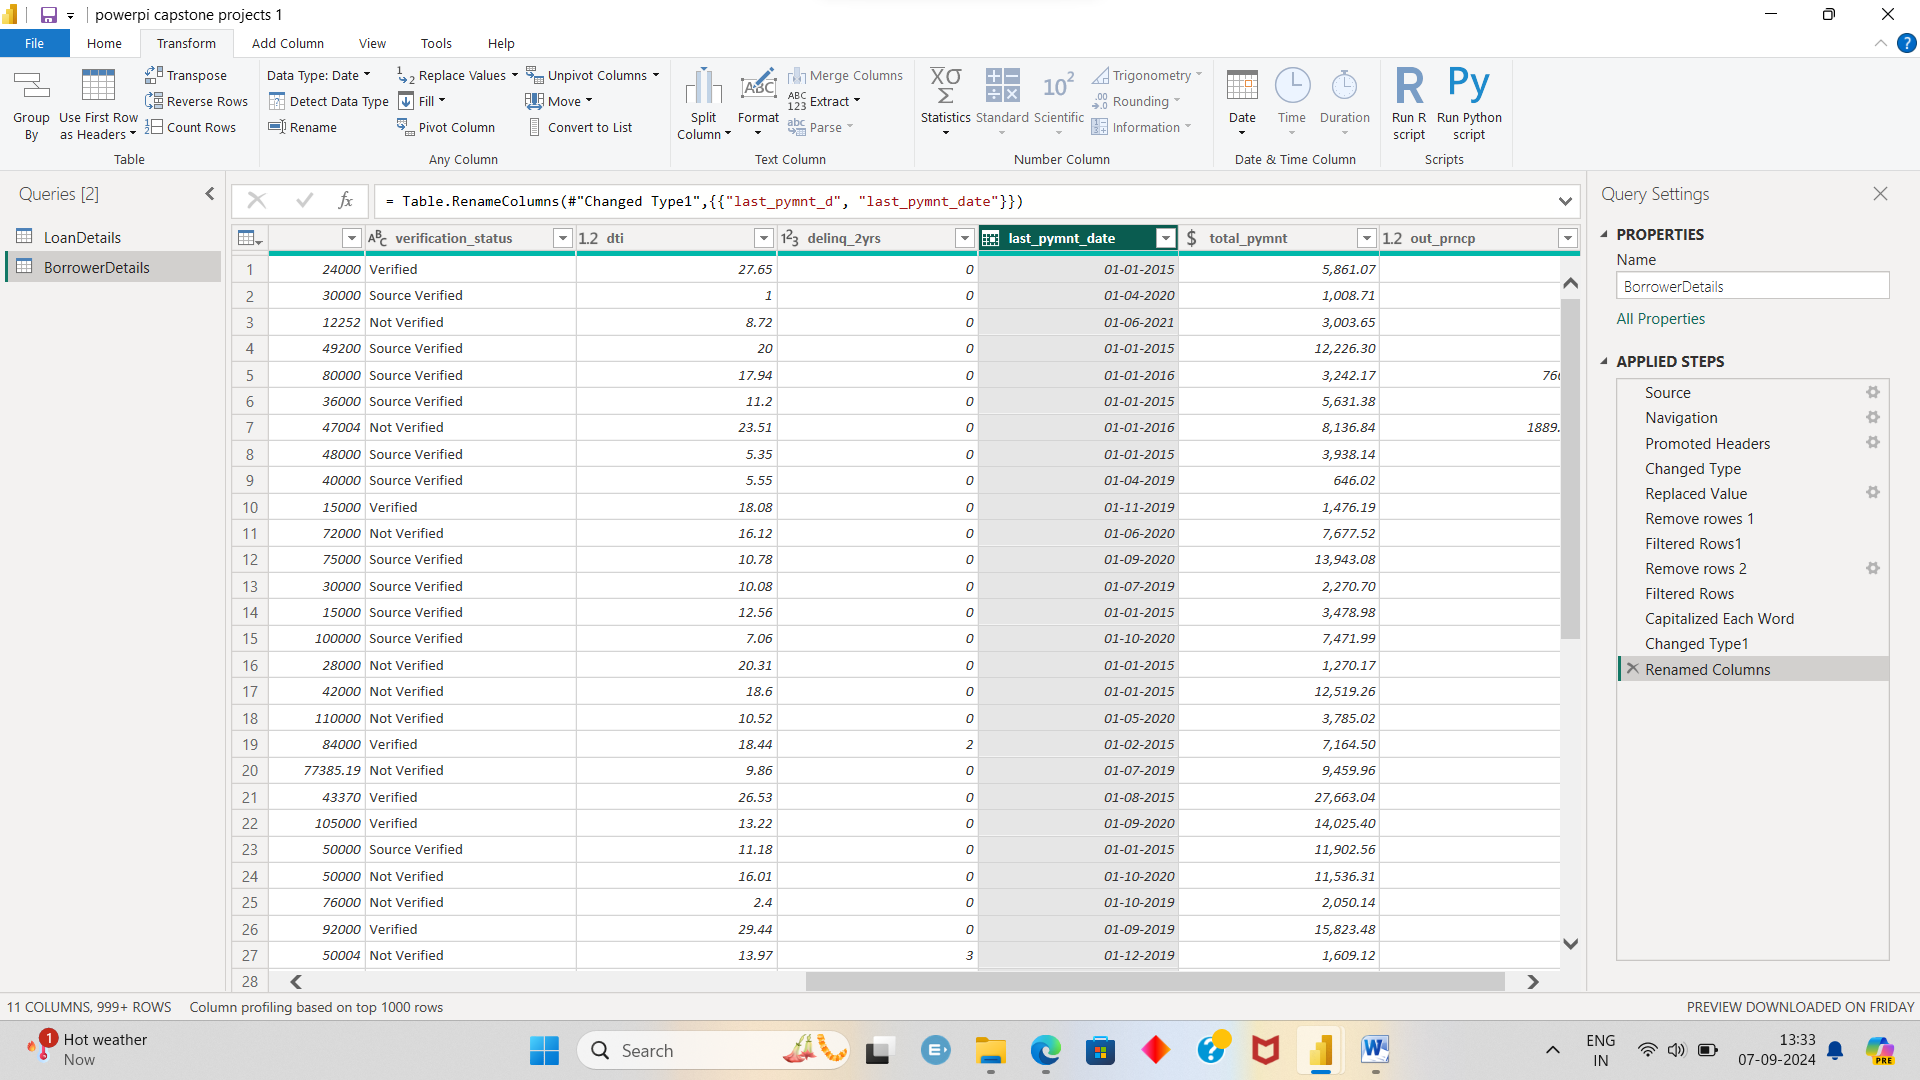 powerpi capstone projects 1
File Home Transform Add Column View Tools Help
Group By
Use First Row as Headers
Transpose
Reverse Rows
Count Rows
Table
Data Type: Date
Detect Data Type
Rename
Replace Values
Fill
Pivot Column
Unpivot Columns
Move
Convert to List
Any Column
Split Column
Format
Merge Columns
Extract
Parse
Text Column
Statistics
Standard
Scientific
Trigonometry
Rounding
Information
Number Column
Date
Time
Duration
Date & Time Column
Run R script
Run Python script
Scripts
Queries [2]
LoanDetails
BorrowerDetails
= Table.RenameColumns(#"Changed Type1",{{"last_pymnt_d", "last_pymnt_date"}})
verification_status 1.2 dti 123 delinq_2yrs last_pymnt_date $ total_pymnt 1.2 out_prncp
1 24000 Verified 27.65 0 01-01-2015 5,861.07
2 30000 Source Verified 1 0 01-04-2020 1,008.71
3 12252 Not Verified 8.72 0 01-06-2021 3,003.65
4 49200 Source Verified 20 0 01-01-2015 12,226.30
5 80000 Source Verified 17.94 0 01-01-2016 3,242.17
6 36000 Source Verified 11.2 0 01-01-2015 5,631.38
7 47004 Not Verified 23.51 0 01-01-2016 8,136.84 1889.
8 48000 Source Verified 5.35 0 01-01-2015 3,938.14
9 40000 Source Verified 5.55 0 01-04-2019 646.02
10 15000 Verified 18.08 0 01-11-2019 1,476.19
11 72000 Not Verified 16.12 0 01-06-2020 7,677.52
12 75000 Source Verified 10.78 0 01-09-2020 13,943.08
13 30000 Source Verified 10.08 0 01-07-2019 2,270.70
14 15000 Source Verified 12.56 0 01-01-2015 3,478.98
15 100000 Source Verified 7.06 0 01-10-2020 7,471.99
16 28000 Not Verified 20.31 0 01-01-2015 1,270.17
17 42000 Not Verified 18.6 0 01-01-2015 12,519.26
18 110000 Not Verified 10.52 0 01-05-2020 3,785.02
19 84000 Verified 18.44 2 01-02-2015 7,164.50
20 77385.19 Not Verified 9.86 0 01-07-2019 9,459.96
21 43370 Verified 26.53 0 01-08-2015 27,663.04
22 105000 Verified 13.22 0 01-09-2020 14,025.40
23 50000 Source Verified 11.18 0 01-01-2015 11,902.56
24 50000 Not Verified 16.01 0 01-10-2020 11,536.31
25 76000 Not Verified 2.4 0 01-10-2019 2,050.14
26 92000 Verified 29.44 0 01-09-2019 15,823.48
27 50004 Not Verified 13.97 3 01-12-2019 1,609.12
28
Query Settings
PROPERTIES
Name
BorrowerDetails
All Properties
APPLIED STEPS
Source
Navigation
Promoted Headers
Changed Type
Replaced Value
Remove rowes 1
Filtered Rows1
Remove rows 2
Filtered Rows
Capitalized Each Word
Changed Type1
Renamed Columns
11 COLUMNS, 999+ ROWS Column profiling based on top 1000 rows
PREVIEW DOWNLOADED ON FRIDAY
1
Hot weather
Now
Search
ENG
IN
13:33
07-09-2024
PRE